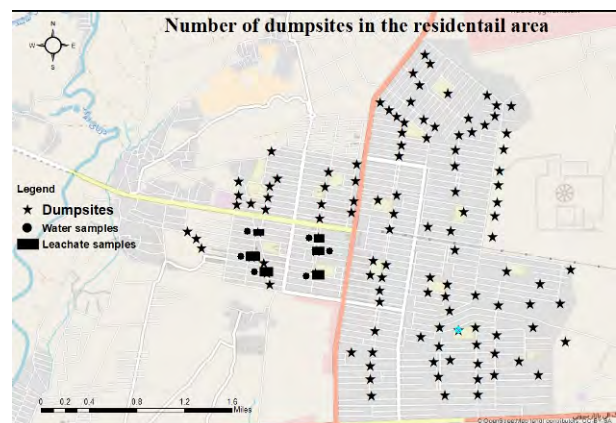 Number of dumpsites in the residentail area
N
W E
S
Legend
Dumpsites
Water samples
Leachate samples
0 0.2 0.4 0.8 1.2 1.6
Miles